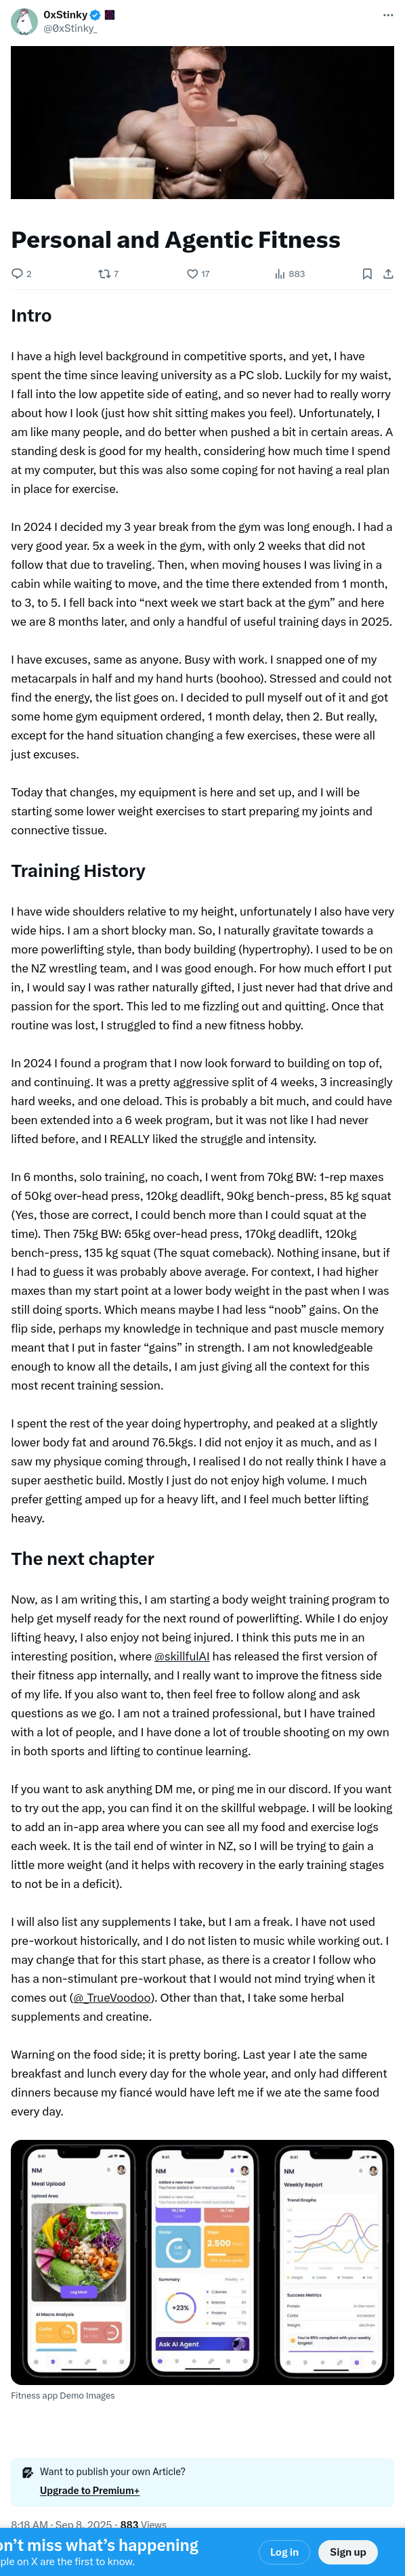 0xStinky
@0xStinky_
Personal and Agentic Fitness
2 7 17 883
Intro
I have a high level background in competitive sports, and yet, I have
spent the time since leaving university as a PC slob. Luckily for my waist,
I fall into the low appetite side of eating, and so never had to really worry
about how I look (just how shit sitting makes you feel). Unfortunately, I
am like many people, and do better when pushed a bit in certain areas. A
standing desk is good for my health, considering how much time I spend
at my computer, but this was also some coping for not having a real plan
in place for exercise.
In 2024 I decided my 3 year break from the gym was long enough. I had a
very good year. 5x a week in the gym, with only 2 weeks that did not
follow that due to traveling. Then, when moving houses I was living in a
cabin while waiting to move, and the time there extended from 1 month,
to 3, to 5. I fell back into “next week we start back at the gym” and here
we are 8 months later, and only a handful of useful training days in 2025.
I have excuses, same as anyone. Busy with work. I snapped one of my
metacarpals in half and my hand hurts (boohoo). Stressed and could not
find the energy, the list goes on. I decided to pull myself out of it and got
some home gym equipment ordered, 1 month delay, then 2. But really,
except for the hand situation changing a few exercises, these were all
just excuses.
Today that changes, my equipment is here and set up, and I will be
starting some lower weight exercises to start preparing my joints and
connective tissue.
Training History
I have wide shoulders relative to my height, unfortunately I also have very
wide hips. I am a short blocky man. So, I naturally gravitate towards a
more powerlifting style, than body building (hypertrophy). I used to be on
the NZ wrestling team, and I was good enough. For how much effort I put
in, I would say I was rather naturally gifted, I just never had that drive and
passion for the sport. This led to me fizzling out and quitting. Once that
routine was lost, I struggled to find a new fitness hobby.
In 2024 I found a program that I now look forward to building on top of,
and continuing. It was a pretty aggressive split of 4 weeks, 3 increasingly
hard weeks, and one deload. This is probably a bit much, and could have
been extended into a 6 week program, but it was not like I had never
lifted before, and I REALLY liked the struggle and intensity.
In 6 months, solo training, no coach, I went from 70kg BW: 1-rep maxes
of 50kg over-head press, 120kg deadlift, 90kg bench-press, 85 kg squat
(Yes, those are correct, I could bench more than I could squat at the
time). Then 75kg BW: 65kg over-head press, 170kg deadlift, 120kg
bench-press, 135 kg squat (The squat comeback). Nothing insane, but if
I had to guess it was probably above average. For context, I had higher
maxes than my start point at a lower body weight in the past when I was
still doing sports. Which means maybe I had less “noob” gains. On the
flip side, perhaps my knowledge in technique and past muscle memory
meant that I put in faster “gains” in strength. I am not knowledgeable
enough to know all the details, I am just giving all the context for this
most recent training session.
I spent the rest of the year doing hypertrophy, and peaked at a slightly
lower body fat and around 76.5kgs. I did not enjoy it as much, and as I
saw my physique coming through, I realised I do not really think I have a
super aesthetic build. Mostly I just do not enjoy high volume. I much
prefer getting amped up for a heavy lift, and I feel much better lifting
heavy.
The next chapter
Now, as I am writing this, I am starting a body weight training program to
help get myself ready for the next round of powerlifting. While I do enjoy
lifting heavy, I also enjoy not being injured. I think this puts me in an
interesting position, where @skillfulAI has released the first version of
their fitness app internally, and I really want to improve the fitness side
of my life. If you also want to, then feel free to follow along and ask
questions as we go. I am not a trained professional, but I have trained
with a lot of people, and I have done a lot of trouble shooting on my own
in both sports and lifting to continue learning.
If you want to ask anything DM me, or ping me in our discord. If you want
to try out the app, you can find it on the skillful webpage. I will be looking
to add an in-app area where you can see all my food and exercise logs
each week. It is the tail end of winter in NZ, so I will be trying to gain a
little more weight (and it helps with recovery in the early training stages
to not be in a deficit).
I will also list any supplements I take, but I am a freak. I have not used
pre-workout historically, and I do not listen to music while working out. I
may change that for this start phase, as there is a creator I follow who
has a non-stimulant pre-workout that I would not mind trying when it
comes out (@_TrueVoodoo). Other than that, I take some herbal
supplements and creatine.
Warning on the food side; it is pretty boring. Last year I ate the same
breakfast and lunch every day for the whole year, and only had different
dinners because my fiancé would have left me if we ate the same food
every day.
NM
Meal Upload
Upload Area
Replace photo
Log Meal
AI Macro Analysis
Carbs
Protein
NM
Added a new meal
You have added a new meal successfully
Water
Steps
2.500
Summary
Weekly
+23%
Calories
Carbs
Proteins
Weight
Ask AI Agent
NM
Weekly Report
Trend Graphs
Success Metrics
Protein
Carbs
Weight
You're 85% compliant with your weekly
targets!
Fitness app Demo Images
Want to publish your own Article?
Upgrade to Premium+
8:18 AM · Sep 8, 2025 · 883 Views
on’t miss what’s happening
ple on X are the first to know.
Log in
Sign up